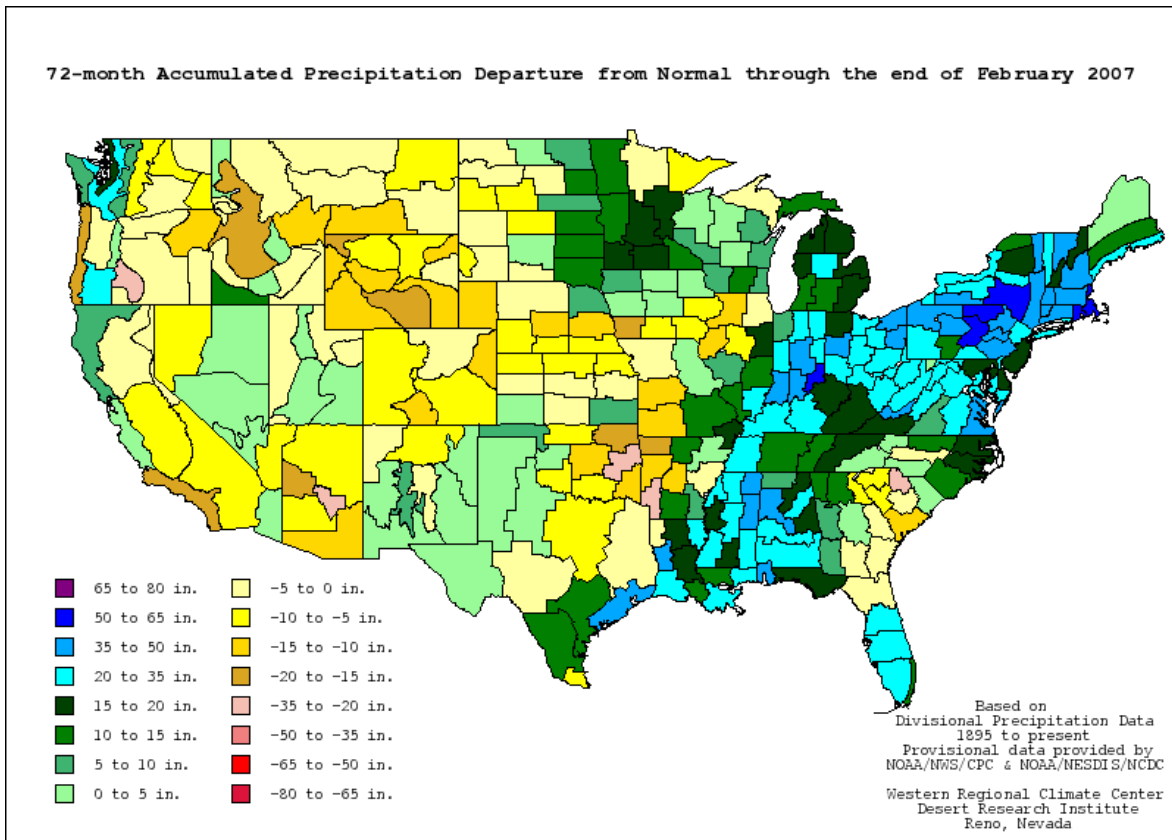 72-month Accumulated Precipitation Departure from Normal through the end of February 2007
65 to 80 in.
50 to 65 in.
35 to 50 in.
20 to 35 in.
15 to 20 in.
10 to 15 in.
5 to 10 in.
0 to 5 in.
-5 to 0 in.
-10 to -5 in.
-15 to -10 in.
-20 to -15 in.
-35 to -20 in.
-50 to -35 in.
-65 to -50 in.
-80 to -65 in.
Based on
Divisional Precipitation Data
1895 to present
Provisional data provided by
NOAA/NWS/CPC & NOAA/NESDIS/NCDC
Western Regional Climate Center
Desert Research Institute
Reno, Nevada